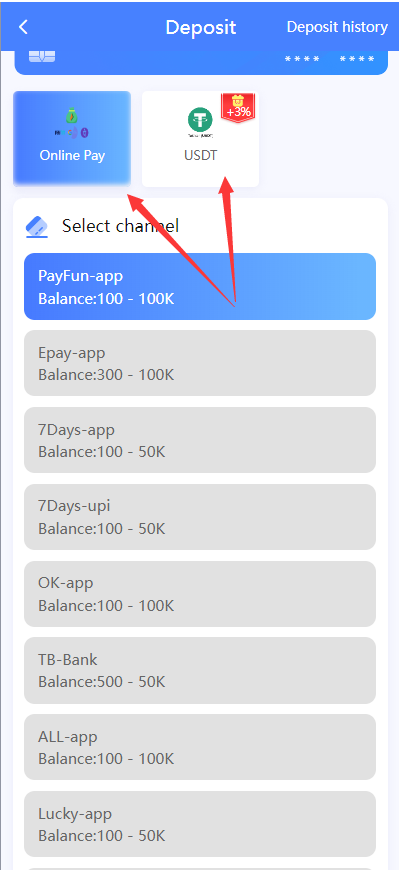 Deposit
Deposit history
**** ****
Online Pay
+3%
USDT
Select channel
PayFun-app
Balance:100 - 100K
Epay-app
Balance:300 - 100K
7Days-app
Balance:100 - 50K
7Days-upi
Balance:100 - 50K
OK-app
Balance:100 - 100K
TB-Bank
Balance:500 - 50K
ALL-app
Balance:100 - 100K
Lucky-app
Balance:100 - 50K